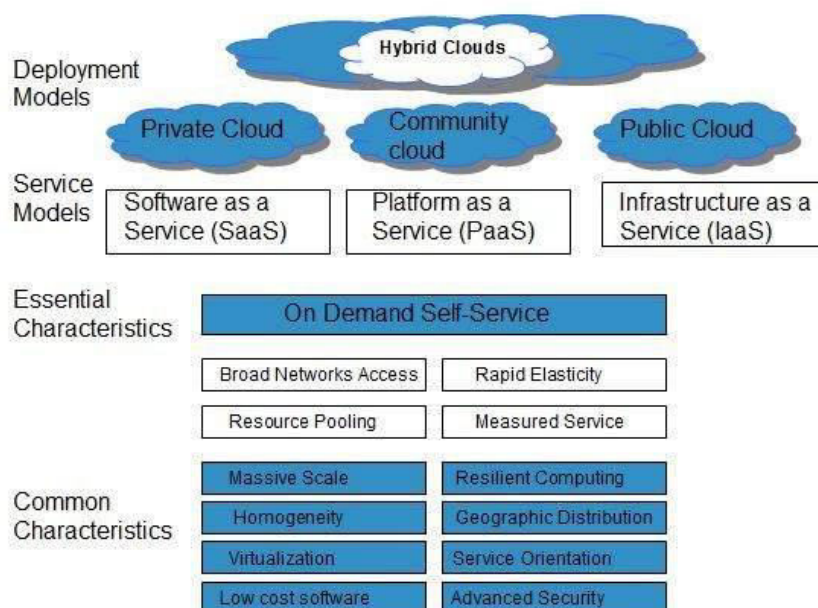 Hybrid Clouds
Deployment
Models
Private Cloud
Community
cloud
Public Cloud
Service
Models
Software as a
Service (SaaS)
Platform as a
Service (PaaS)
Infrastructure as a
Service (IaaS)
Essential
Characteristics
On Demand Self-Service
Broad Networks Access
Rapid Elasticity
Resource Pooling
Measured Service
Common
Characteristics
Massive Scale
Resilient Computing
Homogeneity
Geographic Distribution
Virtualization
Service Orientation
Low cost software
Advanced Security